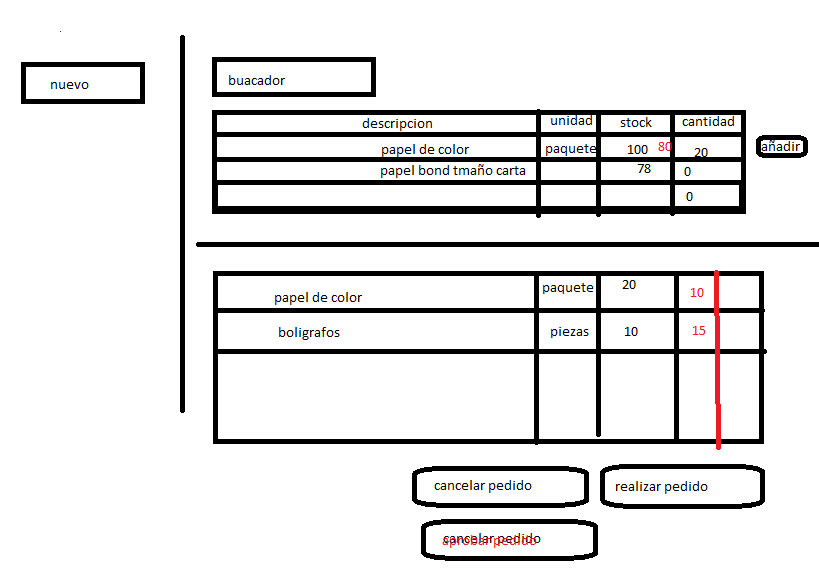 nuevo
buacador
descripcion unidad stock cantidad
papel de color paquete 100 80 20 añadir
papel bond tmaño carta 78 0
0
papel de color paquete 20 10
boligrafos piezas 10 15
cancelar pedido realizar pedido
cancelar pedido
aprobar pedido